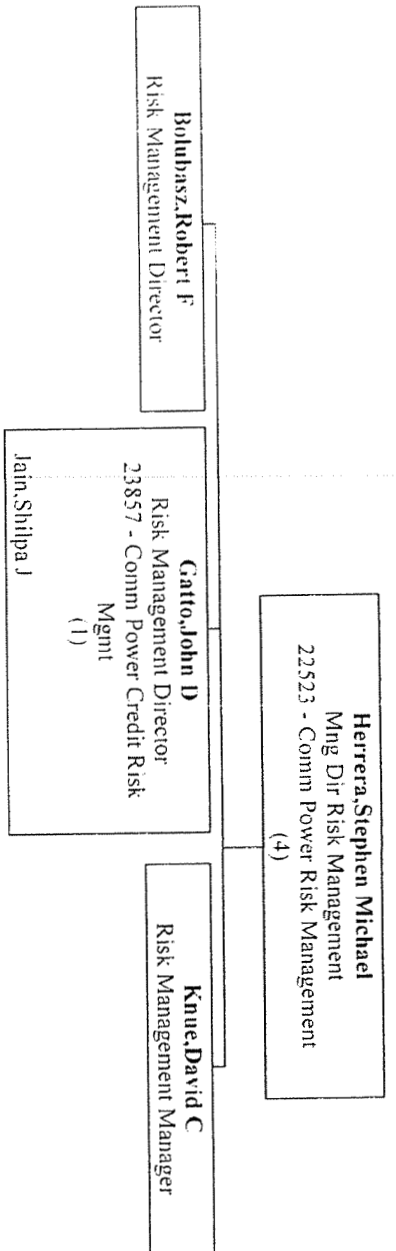 Herrera,Stephen Michael
Mng Dir Risk Management
22523 - Comm Power Risk Management
(4)
Bolubasz,Robert F
Risk Management Director
Gatto,John D
Risk Management Director
23857 - Comm Power Credit Risk
Mgmt
(1)
Jain,Shilpa J
Knue,David C
Risk Management Manager